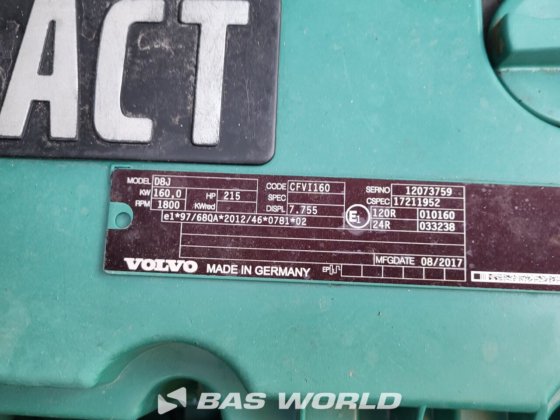 ACT
MODEL D8J CODE CFVI160 SERNO 12073759
KW 160.0 HP 215 SPEC CSPEC 17211952
RPM 1800 KWred DISPL 7.755 E1 120R 010160
e1*97/68QA*2012/46*0781*02 24R 033238
VOLVO MADE IN GERMANY EP MFGDATE 08/2017
BAS WORLD